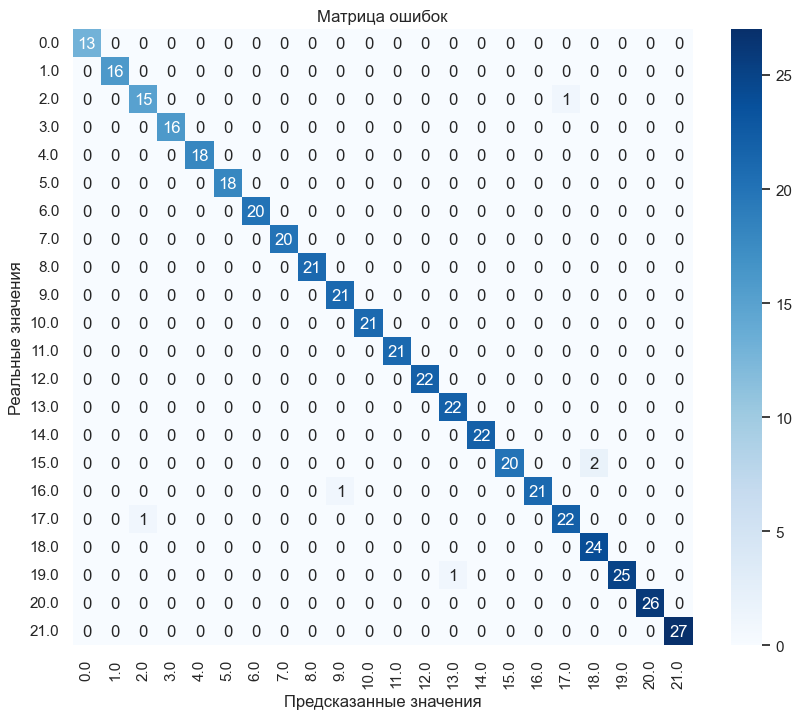 Матрица ошибок
0.0 13 0 0 0 0 0 0 0 0 0 0 0 0 0 0 0 0 0 0 0 0 0
1.0 0 16 0 0 0 0 0 0 0 0 0 0 0 0 0 0 0 0 0 0 0 0
2.0 0 0 15 0 0 0 0 0 0 0 0 0 0 0 0 0 0 1 0 0 0 0
3.0 0 0 0 16 0 0 0 0 0 0 0 0 0 0 0 0 0 0 0 0 0 0
4.0 0 0 0 0 18 0 0 0 0 0 0 0 0 0 0 0 0 0 0 0 0 0
5.0 0 0 0 0 0 18 0 0 0 0 0 0 0 0 0 0 0 0 0 0 0 0
6.0 0 0 0 0 0 0 20 0 0 0 0 0 0 0 0 0 0 0 0 0 0 0
7.0 0 0 0 0 0 0 0 20 0 0 0 0 0 0 0 0 0 0 0 0 0 0
8.0 0 0 0 0 0 0 0 0 21 0 0 0 0 0 0 0 0 0 0 0 0 0
9.0 0 0 0 0 0 0 0 0 0 21 0 0 0 0 0 0 0 0 0 0 0 0
10.0 0 0 0 0 0 0 0 0 0 0 21 0 0 0 0 0 0 0 0 0 0 0
11.0 0 0 0 0 0 0 0 0 0 0 0 21 0 0 0 0 0 0 0 0 0 0
12.0 0 0 0 0 0 0 0 0 0 0 0 0 22 0 0 0 0 0 0 0 0 0
13.0 0 0 0 0 0 0 0 0 0 0 0 0 0 22 0 0 0 0 0 0 0 0
14.0 0 0 0 0 0 0 0 0 0 0 0 0 0 0 22 0 0 0 0 0 0 0
15.0 0 0 0 0 0 0 0 0 0 0 0 0 0 0 0 20 0 0 2 0 0 0
16.0 0 0 0 0 0 0 0 0 0 1 0 0 0 0 0 0 21 0 0 0 0 0
17.0 0 0 1 0 0 0 0 0 0 0 0 0 0 0 0 0 0 22 0 0 0 0
18.0 0 0 0 0 0 0 0 0 0 0 0 0 0 0 0 0 0 0 24 0 0 0
19.0 0 0 0 0 0 0 0 0 0 0 0 0 0 1 0 0 0 0 0 25 0 0
20.0 0 0 0 0 0 0 0 0 0 0 0 0 0 0 0 0 0 0 0 0 26 0
21.0 0 0 0 0 0 0 0 0 0 0 0 0 0 0 0 0 0 0 0 0 0 27
0.0 1.0 2.0 3.0 4.0 5.0 6.0 7.0 8.0 9.0 10.0 11.0 12.0 13.0 14.0 15.0 16.0 17.0 18.0 19.0 20.0 21.0
Предсказанные значения
Реальные значения
25
20
15
10
5
0